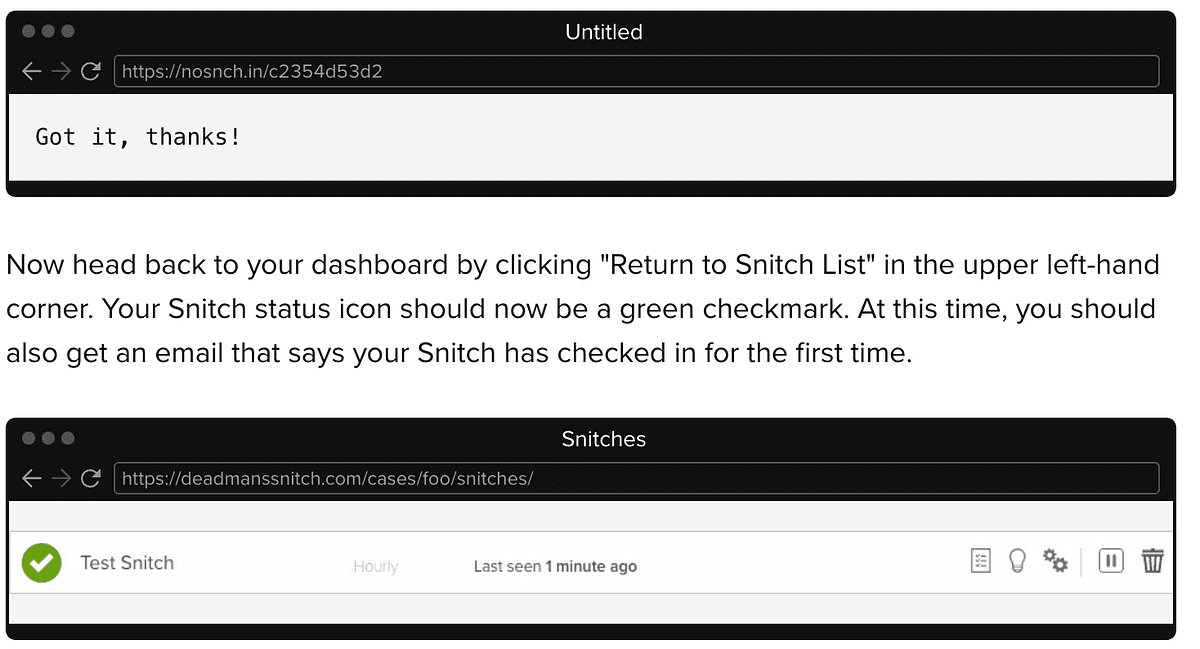 Untitled
https://nosnch.in/c2354d53d2
Got it, thanks!
Now head back to your dashboard by clicking "Return to Snitch List" in the upper left-hand
corner. Your Snitch status icon should now be a green checkmark. At this time, you should
also get an email that says your Snitch has checked in for the first time.
Snitches
https://deadmanssnitch.com/cases/foo/snitches/
Test Snitch Hourly Last seen 1 minute ago